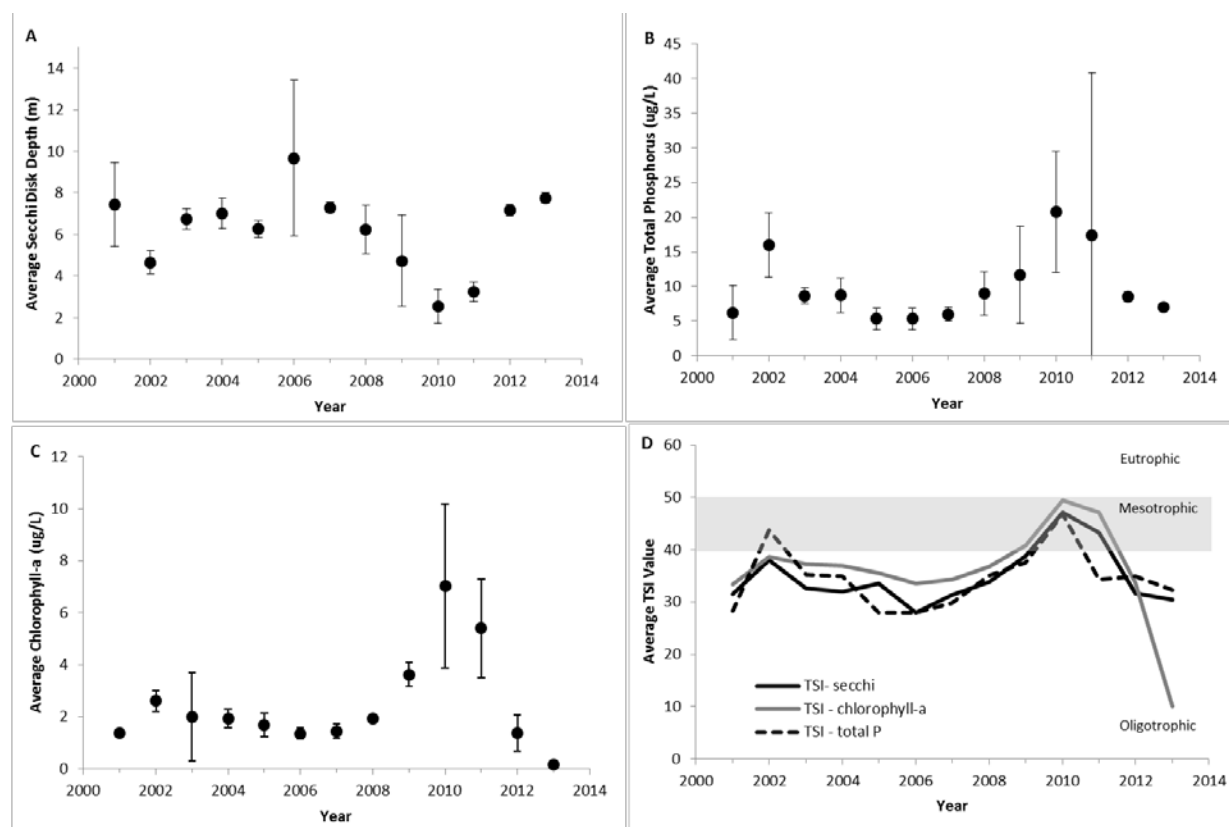 A
Average Secchi Disk Depth (m)
14
12
10
8
6
4
2
0
2000 2002 2004 2006 2008 2010 2012 2014
Year
B
Average Total Phosphorus (ug/L)
45
40
35
30
25
20
15
10
5
0
2000 2002 2004 2006 2008 2010 2012 2014
Year
C
Average Chlorophyll-a (ug/L)
12
10
8
6
4
2
0
2000 2002 2004 2006 2008 2010 2012 2014
Year
D
Average TSI Value
60
50
40
30
20
10
0
Eutrophic
Mesotrophic
Oligotrophic
TSI- secchi
TSI - chlorophyll-a
TSI - total P
2000 2002 2004 2006 2008 2010 2012 2014
Year